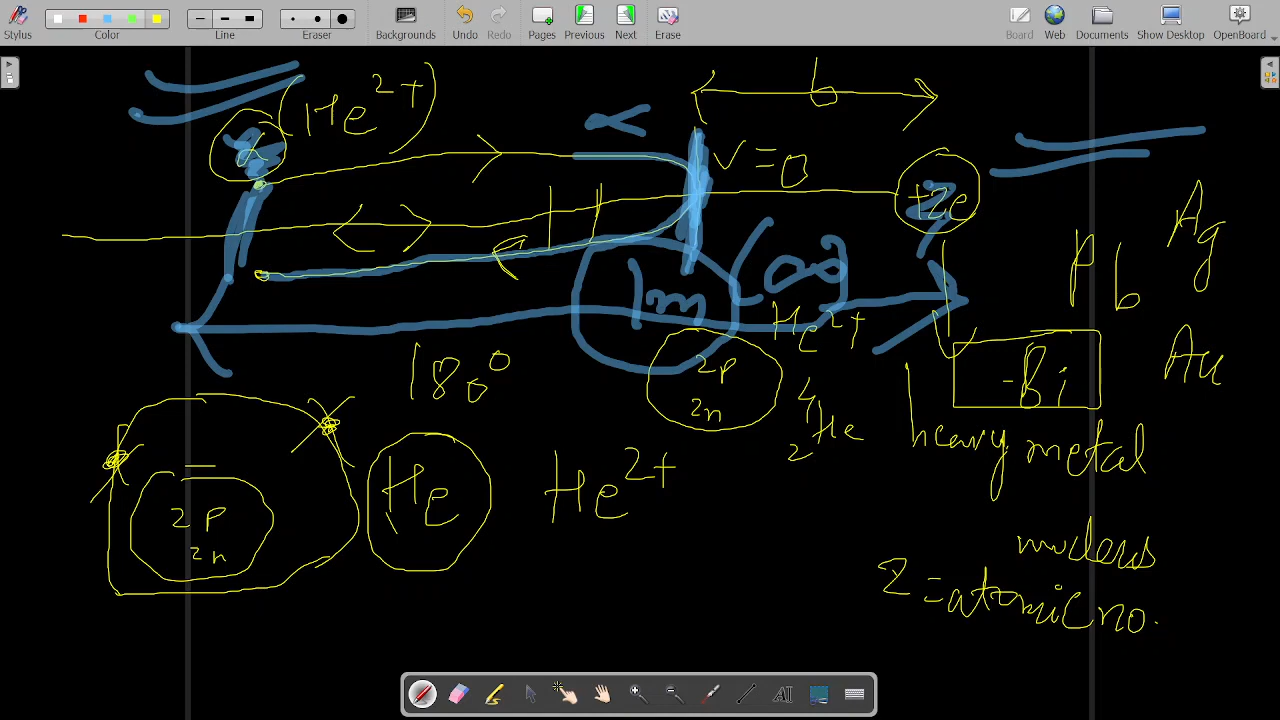 Stylus
Color
Line
Eraser
Backgrounds
Undo
Redo
Pages
Previous
Next
Erase
Board
Web
Documents
Show Desktop
OpenBoard
b
(He²⁺)
α
v=0
+Ze
Ag
Pb
1m
(∞)
He²⁺
180°
2P
2n
⁴₂He
Bi
Au
heavy metal
He
He²⁺
2P
2n
nucleus
Z=atomic no.
AI